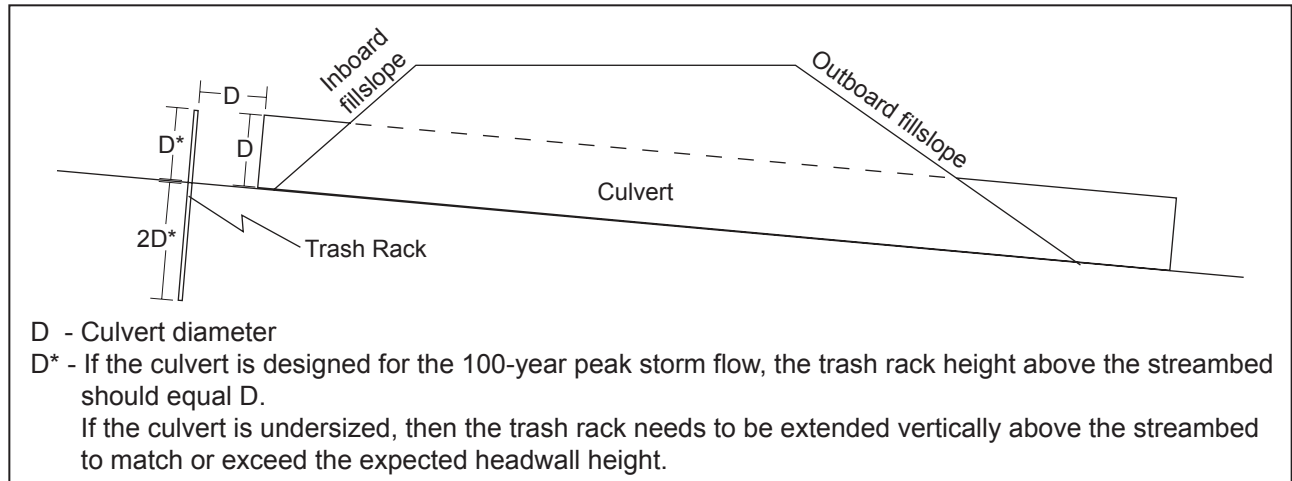 Inboard
fillslope
Outboard fillslope
D
D*
D
Culvert
2D*
Trash Rack
D - Culvert diameter
D* - If the culvert is designed for the 100-year peak storm flow, the trash rack height above the streambed
should equal D.
If the culvert is undersized, then the trash rack needs to be extended vertically above the streambed
to match or exceed the expected headwall height.